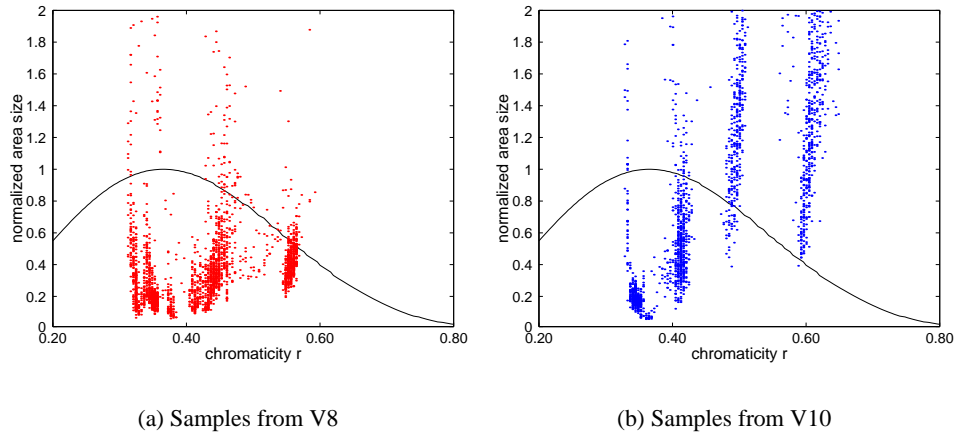 2
1.8
1.6
1.4
1.2
1
0.8
0.6
0.4
0.2
0
normalized area size
0.20 0.40 0.60 0.80
chromaticity r
(a) Samples from V8
2
1.8
1.6
1.4
1.2
1
0.8
0.6
0.4
0.2
0
normalized area size
0.20 0.40 0.60 0.80
chromaticity r
(b) Samples from V10